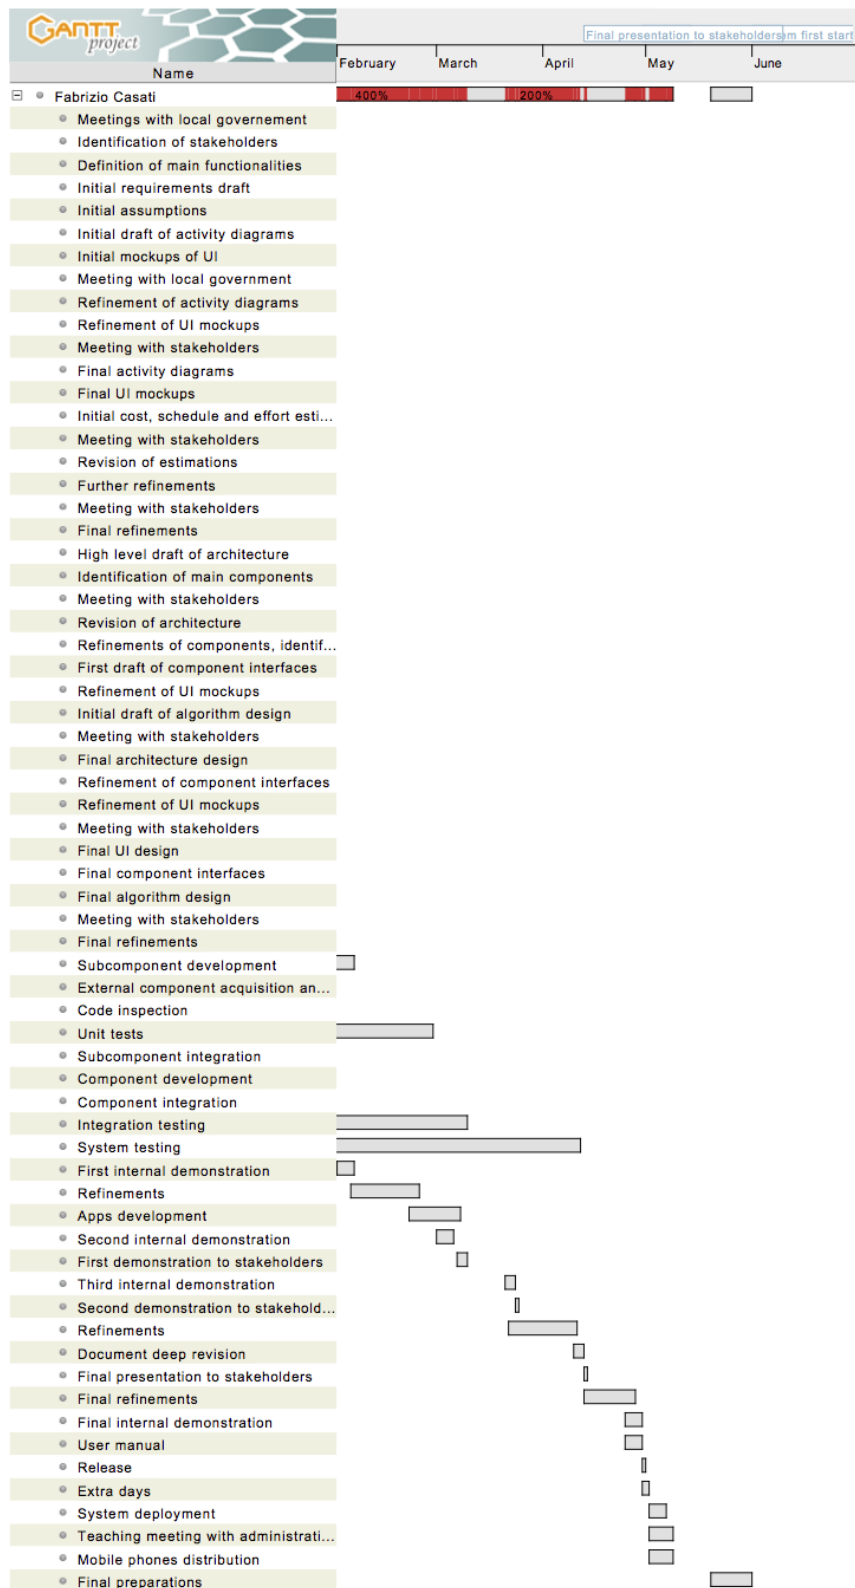 GANTT
project
Final presentation to stakeholders
m first start
February March April May June
Name
Fabrizio Casati
400% 200%
Meetings with local governement
Identification of stakeholders
Definition of main functionalities
Initial requirements draft
Initial assumptions
Initial draft of activity diagrams
Initial mockups of UI
Meeting with local government
Refinement of activity diagrams
Refinement of UI mockups
Meeting with stakeholders
Final activity diagrams
Final UI mockups
Initial cost, schedule and effort esti...
Meeting with stakeholders
Revision of estimations
Further refinements
Meeting with stakeholders
Final refinements
High level draft of architecture
Identification of main components
Meeting with stakeholders
Revision of architecture
Refinements of components, identif...
First draft of component interfaces
Refinement of UI mockups
Initial draft of algorithm design
Meeting with stakeholders
Final architecture design
Refinement of component interfaces
Refinement of UI mockups
Meeting with stakeholders
Final UI design
Final component interfaces
Final algorithm design
Meeting with stakeholders
Final refinements
Subcomponent development
External component acquisition an...
Code inspection
Unit tests
Subcomponent integration
Component development
Component integration
Integration testing
System testing
First internal demonstration
Refinements
Apps development
Second internal demonstration
First demonstration to stakeholders
Third internal demonstration
Second demonstration to stakehold...
Refinements
Document deep revision
Final presentation to stakeholders
Final refinements
Final internal demonstration
User manual
Release
Extra days
System deployment
Teaching meeting with administrati...
Mobile phones distribution
Final preparations